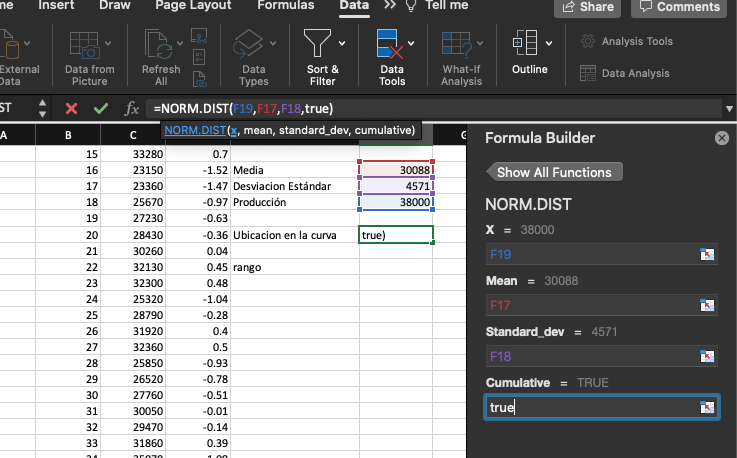 me Insert Draw Page Layout Formulas Data >> Tell me Share Comments
External Data
Data from Picture
Refresh All
Data Types
Sort & Filter
Data Tools
What-If Analysis
Outline
Analysis Tools
Data Analysis
ST fx =NORM.DIST(F19,F17,F18,true)
NORM.DIST(x, mean, standard_dev, cumulative)
A B C G
15 33280 0.7
16 23150 -1.52 Media 30088
17 23360 -1.47 Desviacion Estándar 4571
18 25670 -0.97 Producción 38000
19 27230 -0.63
20 28430 -0.36 Ubicacion en la curva true)
21 30260 0.04
22 32130 0.45 rango
23 32300 0.48
24 25320 -1.04
25 28790 -0.28
26 31920 0.4
27 32360 0.5
28 25850 -0.93
29 26520 -0.78
30 27760 -0.51
31 30050 -0.01
32 29470 -0.14
33 31860 0.39
Formula Builder
Show All Functions
NORM.DIST
X = 38000
F19
Mean = 30088
F17
Standard_dev = 4571
F18
Cumulative = TRUE
true